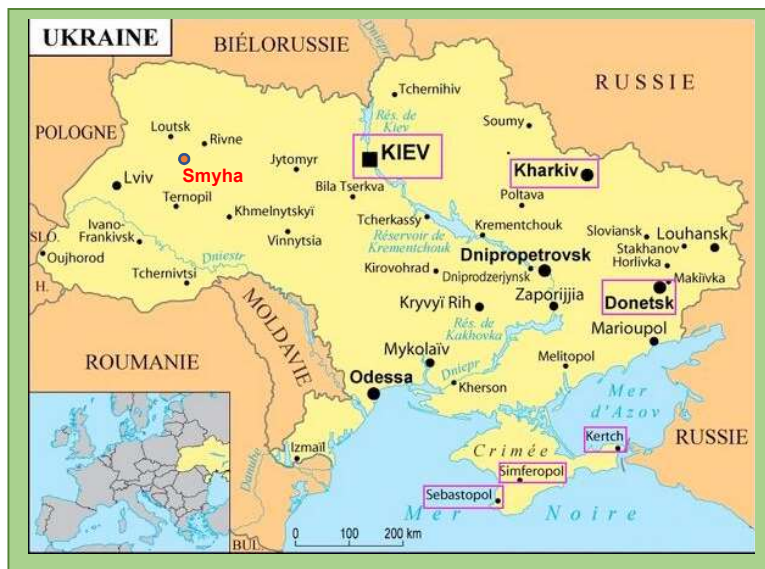 UKRAINE
BIÉLORUSSIE
Dniepr
RUSSIE
Tchernihiv
POLOGNE
Loutsk
Rivne
Rés. de
Kiev
Soumy
KIEV
Kharkiv
Smyha
Jytomyr
Lviv
Ternopil
Bila Tserkva
Poltava
Khmelnytskyï
Tcherkassy
Krementchouk
Ivano-
Frankivsk
Vinnytsia
Réservoir de
Krementchouk
Sloviansk
Louhansk
Stakhanov
SLO.
Oujhorod
Dniestr
Dnipropetrovsk
Horlivka
Kirovohrad
Dniprodzerjynsk
Makiïvka
H.
Tchernivtsi
Zaporijjia
Donetsk
Kryvyï Rih
MOLDAVIE
Rés. de
Kakhovka
Marioupol
ROUMANIE
Mykolaïv
Dniepr
Melitopol
Odessa
Kherson
Mer
d'Azov
RUSSIE
Izmaïl
Kertch
Crimée
Danube
Simferopol
Sebastopol
Mer Noire
BUL.
0 100 200 km